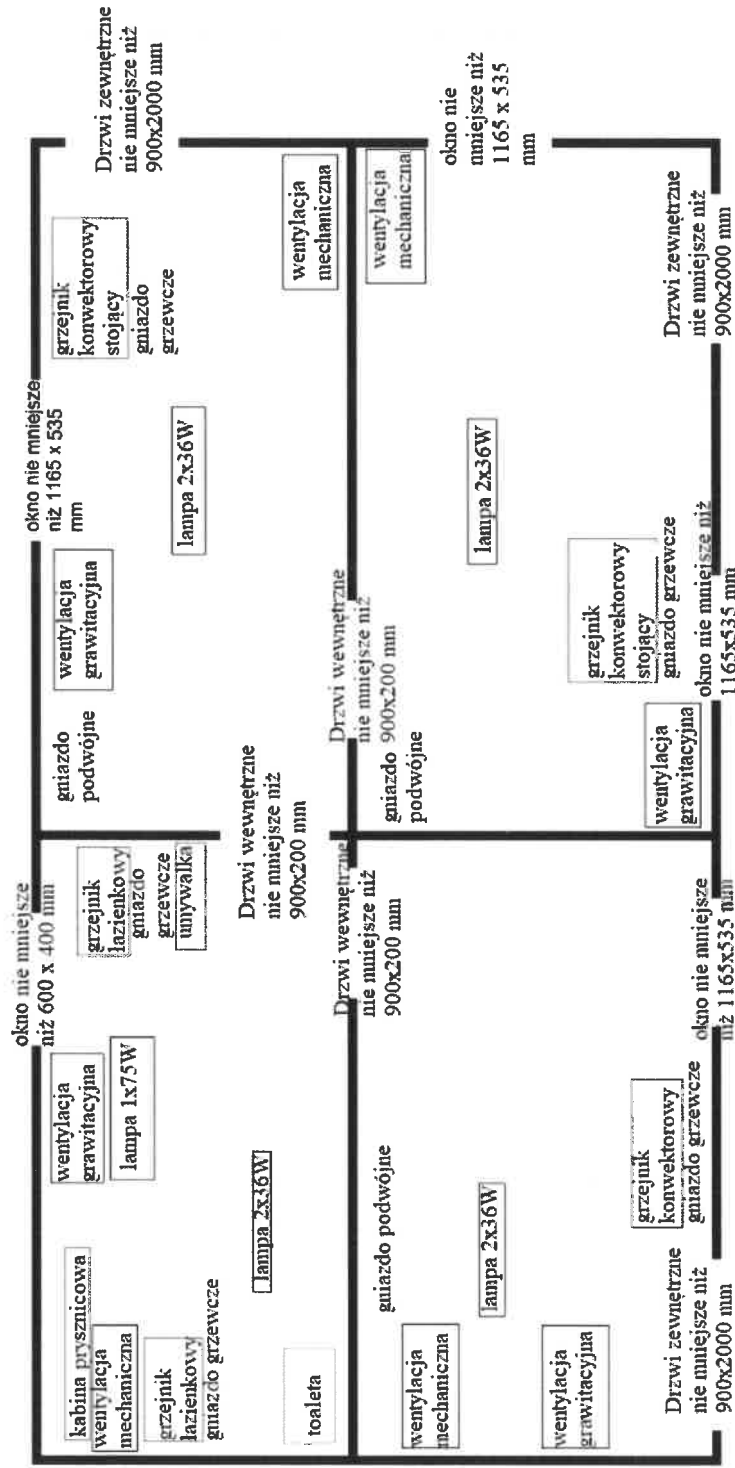 okno nie mniejsze
niż 600 x 400 mm
okno nie mniejsze
niż 1165 x 535
mm
kabina prysznicowa
wentylacja
mechaniczna
grzejnik
łazienkowy
gniazdo grzewcze
toaleta
lampa 2x36W
wentylacja
grawitacyjna
lampa 1x75W
grzejnik
łazienkowy
gniazdo
grzewcze
umywalka
Drzwi wewnętrzne
nie mniejsze niż
900x200 mm
gniazdo
podwójne
wentylacja
grawitacyjna
lampa 2x36W
grzejnik
konwektorowy
stojący
gniazdo
grzewcze
wentylacja
mechaniczna
Drzwi zewnętrzne
nie mniejsze niż
900x2000 mm
wentylacja
mechaniczna
wentylacja
grawitacyjna
gniazdo podwójne
lampa 2x36W
grzejnik
konwektorowy
gniazdo grzewcze
Drzwi zewnętrzne
nie mniejsze niż
900x2000 mm
okno nie mniejsze
niż 1165x535 mm
Drzwi wewnętrzne
nie mniejsze niż
900x200 mm
Drzwi wewnętrzne
nie mniejsze niż
900x200 mm
gniazdo
podwójne
wentylacja
grawitacyjna
grzejnik
konwektorowy
stojący
gniazdo grzewcze
okno nie mniejsze niż
1165x535 mm
lampa 2x36W
wentylacja
mechaniczna
okno nie
mniejsze niż
1165 x 535
mm
Drzwi zewnętrzne
nie mniejsze niż
900x2000 mm